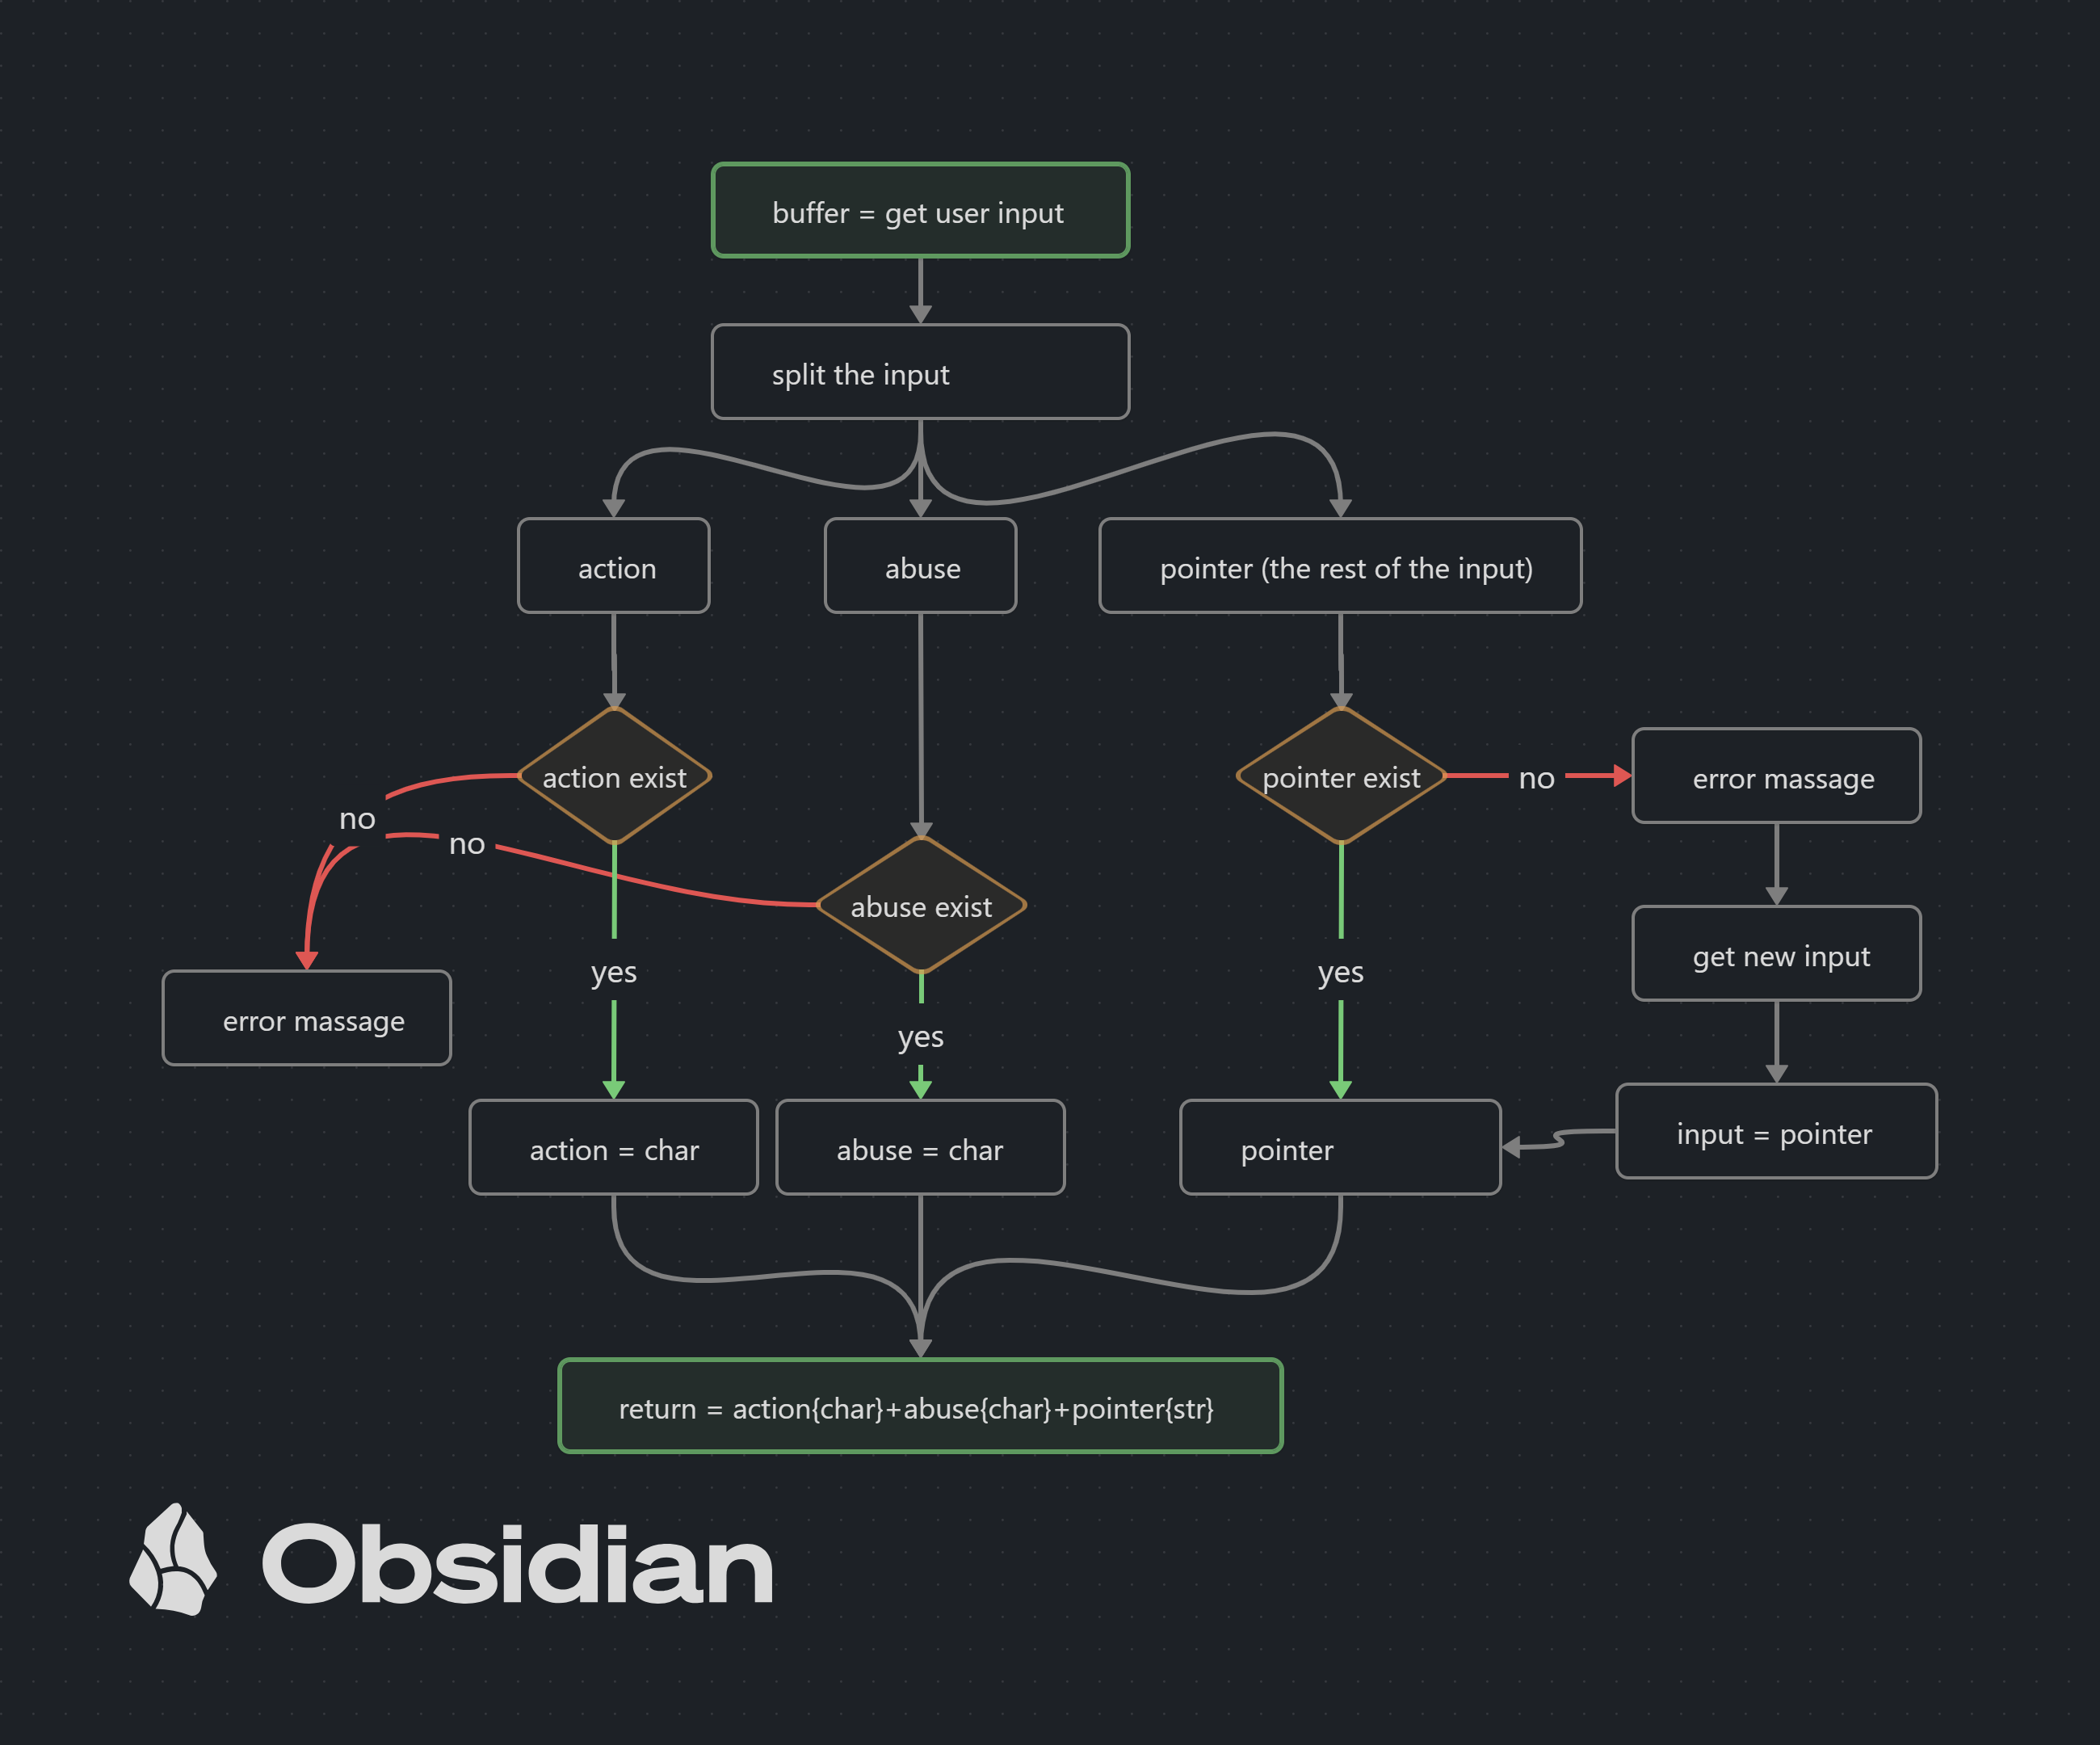 buffer = get user input
split the input
action
abuse
pointer (the rest of the input)
action exist
pointer exist
no
error massage
no
no
abuse exist
get new input
yes
yes
error massage
yes
action = char
abuse = char
pointer
input = pointer
return = action{char}+abuse{char}+pointer{str}
Obsidian